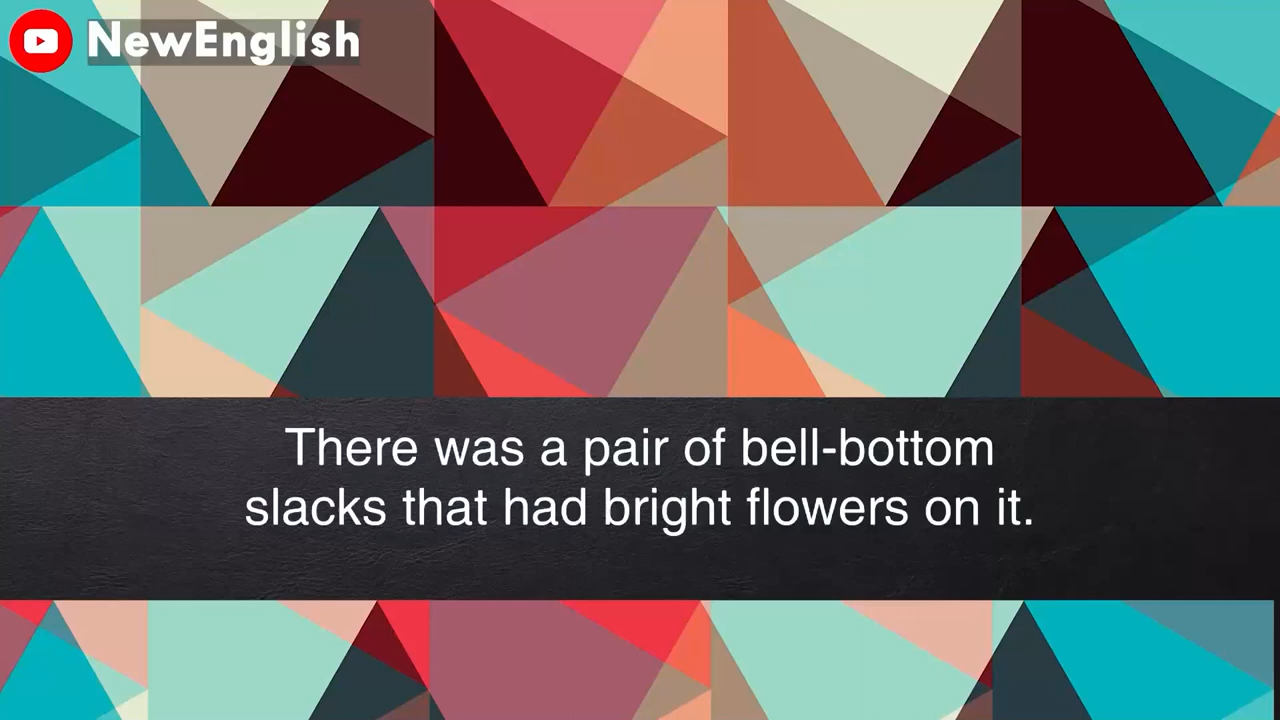 NewEnglish
There was a pair of bell-bottom
slacks that had bright flowers on it.